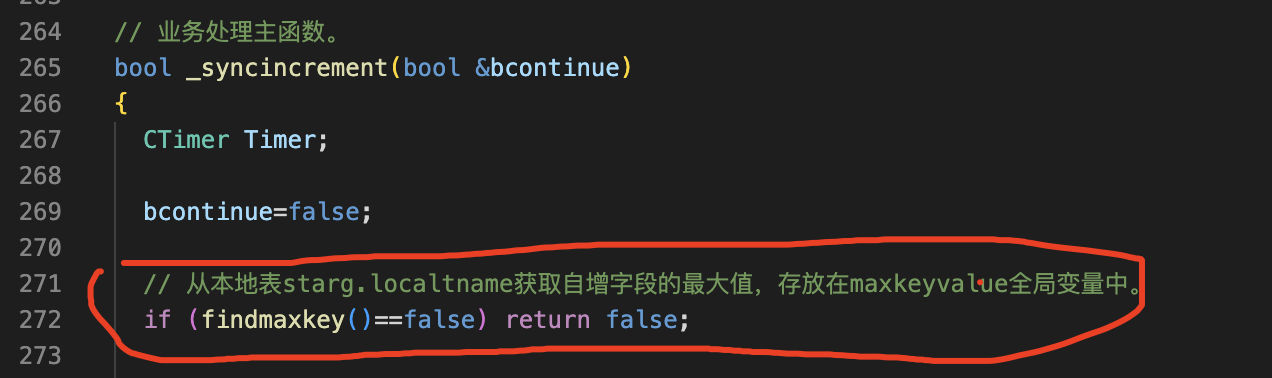 264 // 业务处理主函数。
265 bool _syncincrement(bool &bcontinue)
266 {
267 CTimer Timer;
268
269 bcontinue=false;
270
271 // 从本地表starg.localtname获取自增字段的最大值，存放在maxkeyvalue全局变量中。
272 if (findmaxkey()==false) return false;
273